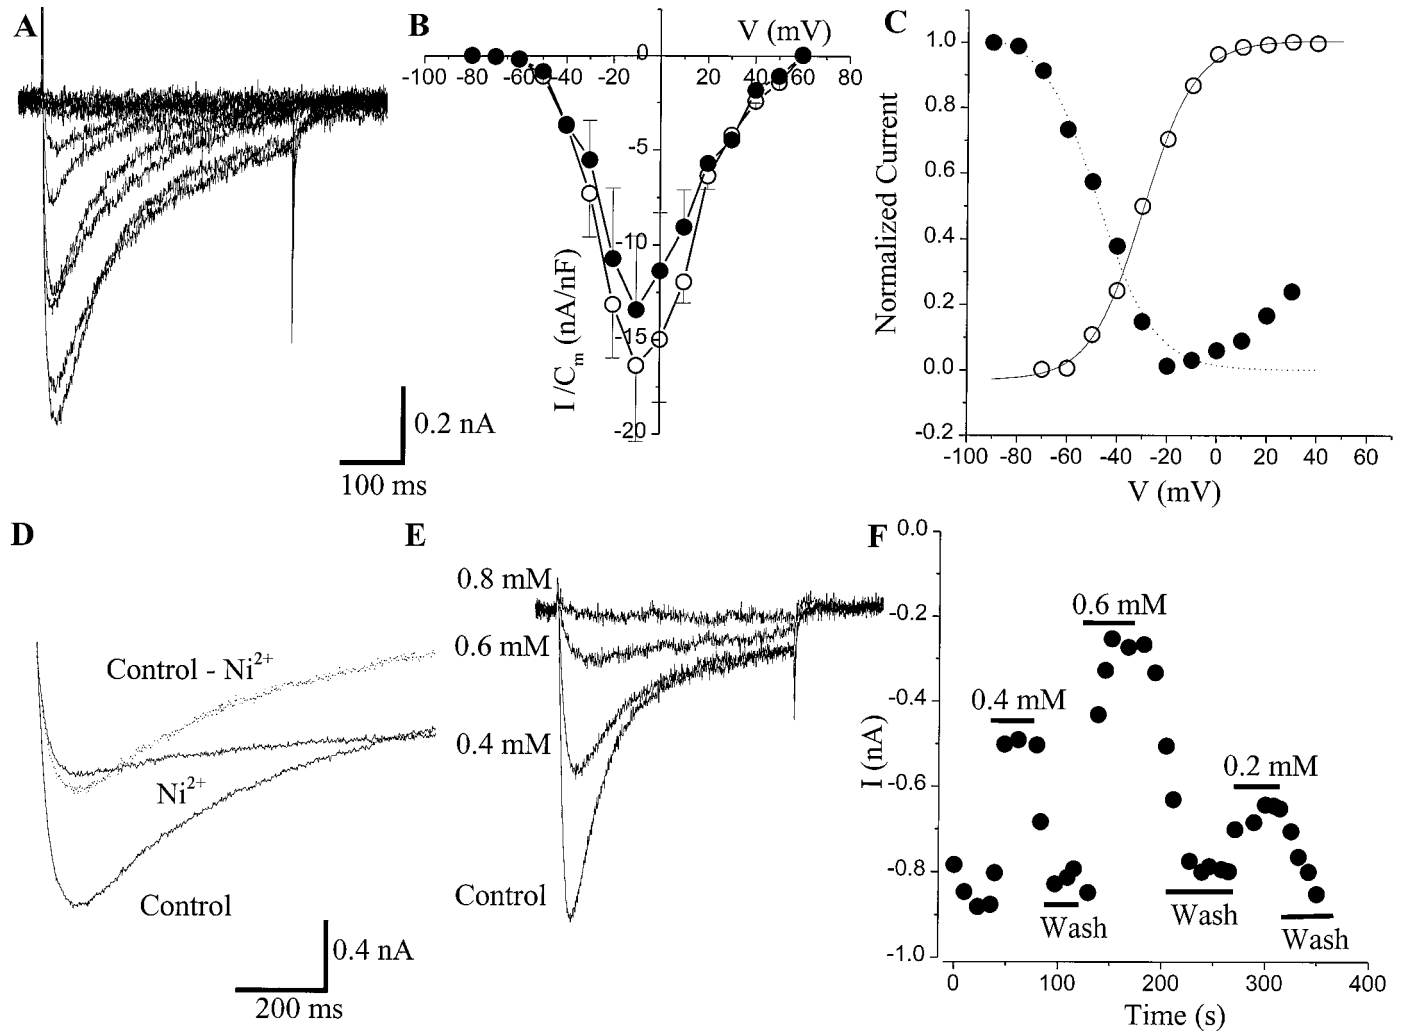 A
0.2 nA
100 ms
B
V (mV)
0
-100 -80 -60 -40 -20 20 40 60 80
-5
-10
-15
-20
I /Cm (nA/nF)
C
1.0
0.8
0.6
0.4
0.2
0.0
-0.2
-100 -80 -60 -40 -20 0 20 40 60
Normalized Current
V (mV)
D
Control - Ni²⁺
Ni²⁺
Control
0.4 nA
200 ms
E
0.8 mM
0.6 mM
0.4 mM
Control
F
0.0
-0.2
-0.4
-0.6
-0.8
-1.0
I (nA)
0.6 mM
0.4 mM
0.2 mM
Wash
Wash
Wash
0 100 200 300 400
Time (s)